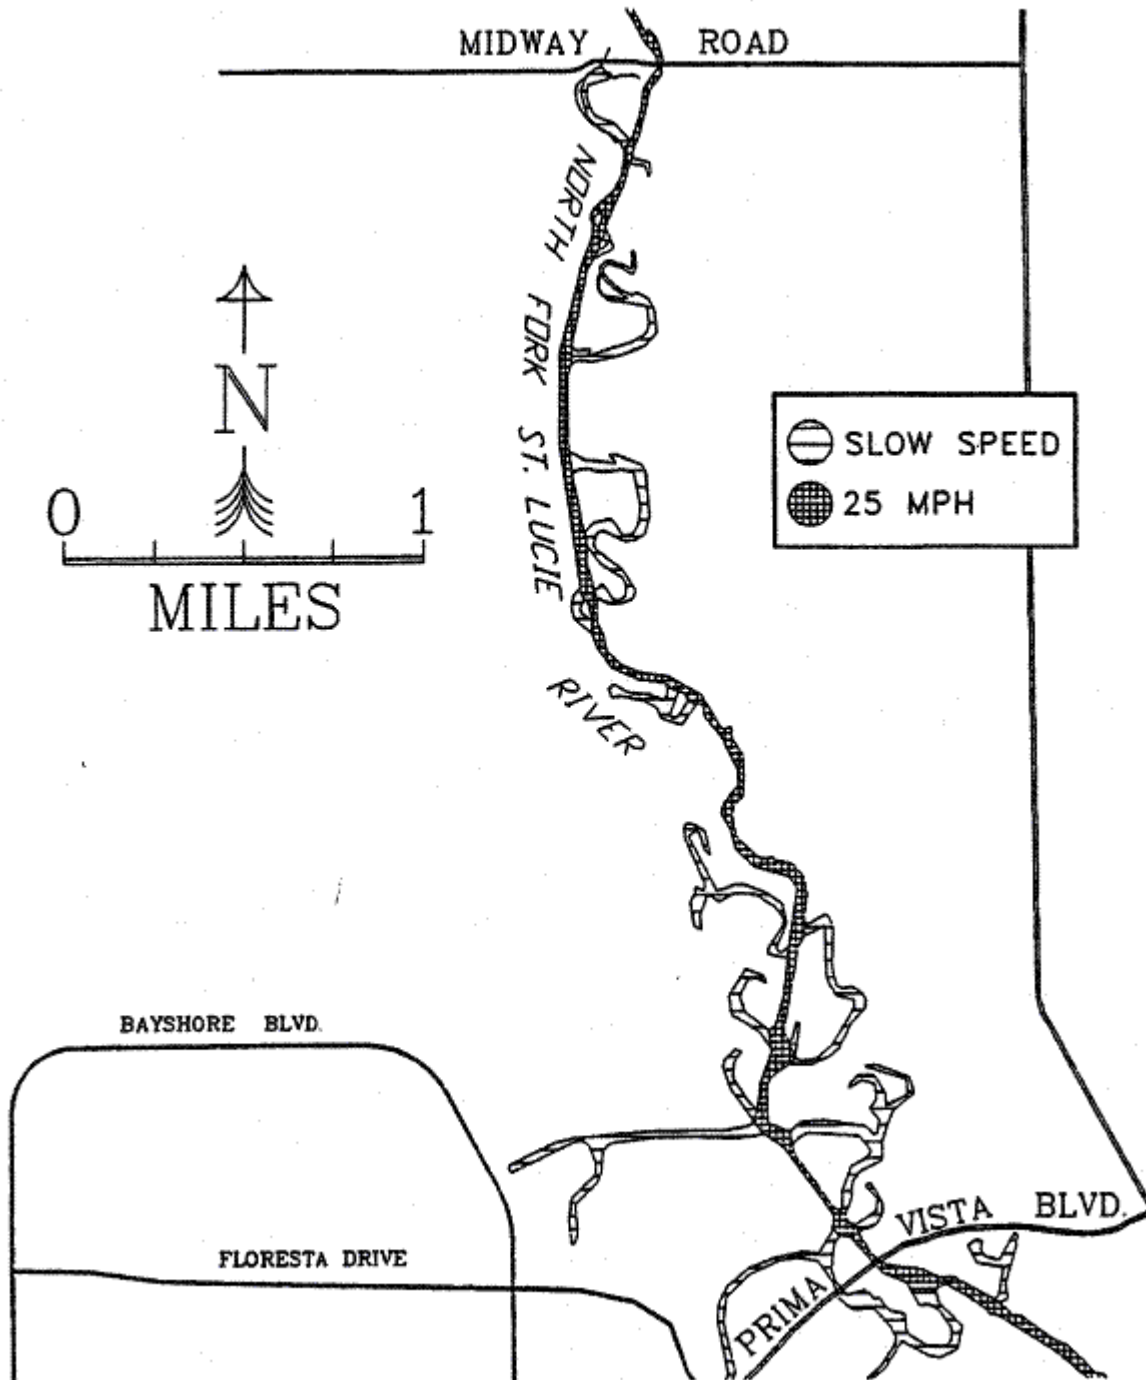 MIDWAY ROAD
NORTH FORK ST. LUCIE RIVER
N
0 1
MILES
SLOW SPEED
25 MPH
BAYSHORE BLVD.
FLORESTA DRIVE
PRIMA VISTA BLVD.